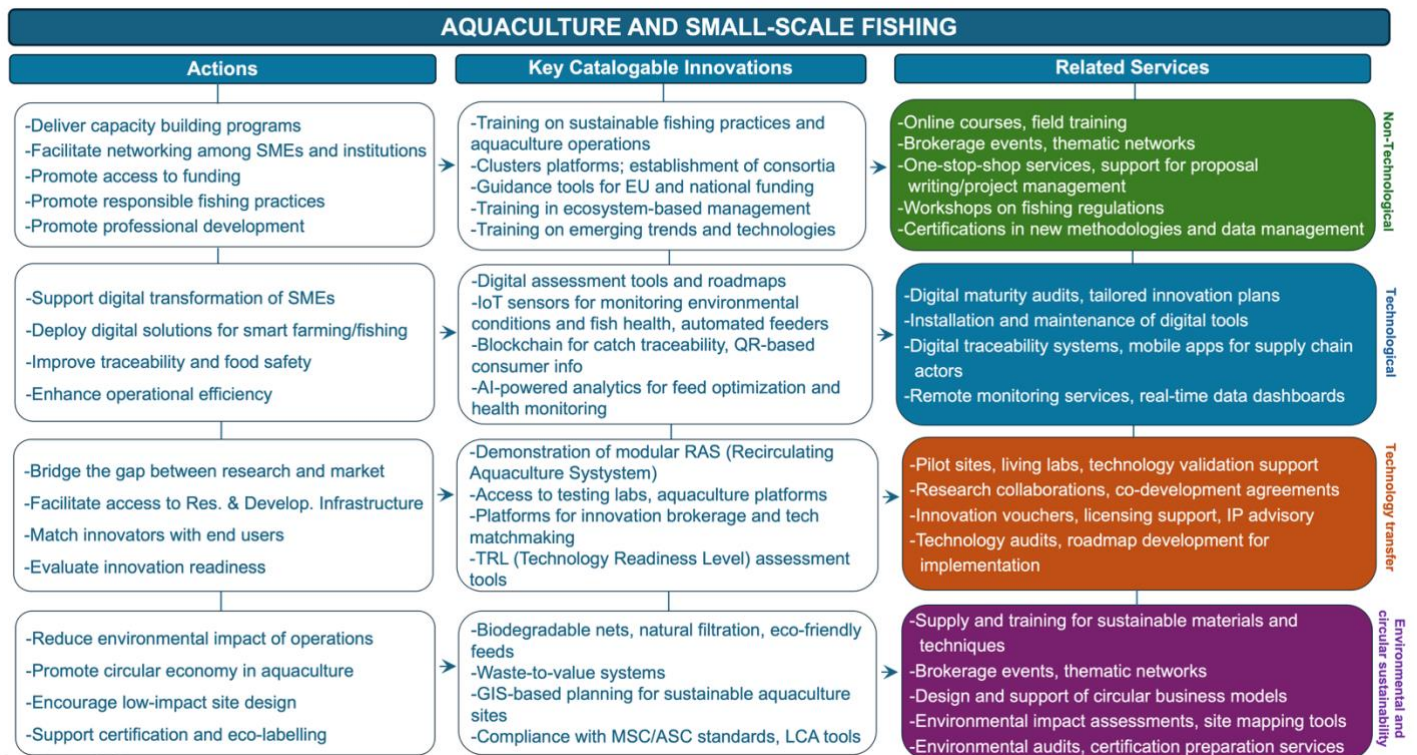 AQUACULTURE AND SMALL-SCALE FISHING
Actions
Key Catalogable Innovations
Related Services
-Deliver capacity building programs
-Facilitate networking among SMEs and institutions
-Promote access to funding
-Promote responsible fishing practices
-Promote professional development
-Training on sustainable fishing practices and
aquaculture operations
-Clusters platforms; establishment of consortia
-Guidance tools for EU and national funding
-Training in ecosystem-based management
-Training on emerging trends and technologies
-Online courses, field training
-Brokerage events, thematic networks
-One-stop-shop services, support for proposal
writing/project management
-Workshops on fishing regulations
-Certifications in new methodologies and data management
Non-Technological
-Support digital transformation of SMEs
-Deploy digital solutions for smart farming/fishing
-Improve traceability and food safety
-Enhance operational efficiency
-Digital assessment tools and roadmaps
-IoT sensors for monitoring environmental
conditions and fish health, automated feeders
-Blockchain for catch traceability, QR-based
consumer info
-AI-powered analytics for feed optimization and
health monitoring
-Digital maturity audits, tailored innovation plans
-Installation and maintenance of digital tools
-Digital traceability systems, mobile apps for supply chain
actors
-Remote monitoring services, real-time data dashboards
Technological
-Bridge the gap between research and market
-Facilitate access to Res. & Develop. Infrastructure
-Match innovators with end users
-Evaluate innovation readiness
-Demonstration of modular RAS (Recirculating
Aquaculture Systystem)
-Access to testing labs, aquaculture platforms
-Platforms for innovation brokerage and tech
matchmaking
-TRL (Technology Readiness Level) assessment
tools
-Pilot sites, living labs, technology validation support
-Research collaborations, co-development agreements
-Innovation vouchers, licensing support, IP advisory
-Technology audits, roadmap development for
implementation
Technology transfer
-Reduce environmental impact of operations
-Promote circular economy in aquaculture
-Encourage low-impact site design
-Support certification and eco-labelling
-Biodegradable nets, natural filtration, eco-friendly
feeds
-Waste-to-value systems
-GIS-based planning for sustainable aquaculture
sites
-Compliance with MSC/ASC standards, LCA tools
-Supply and training for sustainable materials and
techniques
-Brokerage events, thematic networks
-Design and support of circular business models
-Environmental impact assessments, site mapping tools
-Environmental audits, certification preparation services
Environmental and
circular sustainability